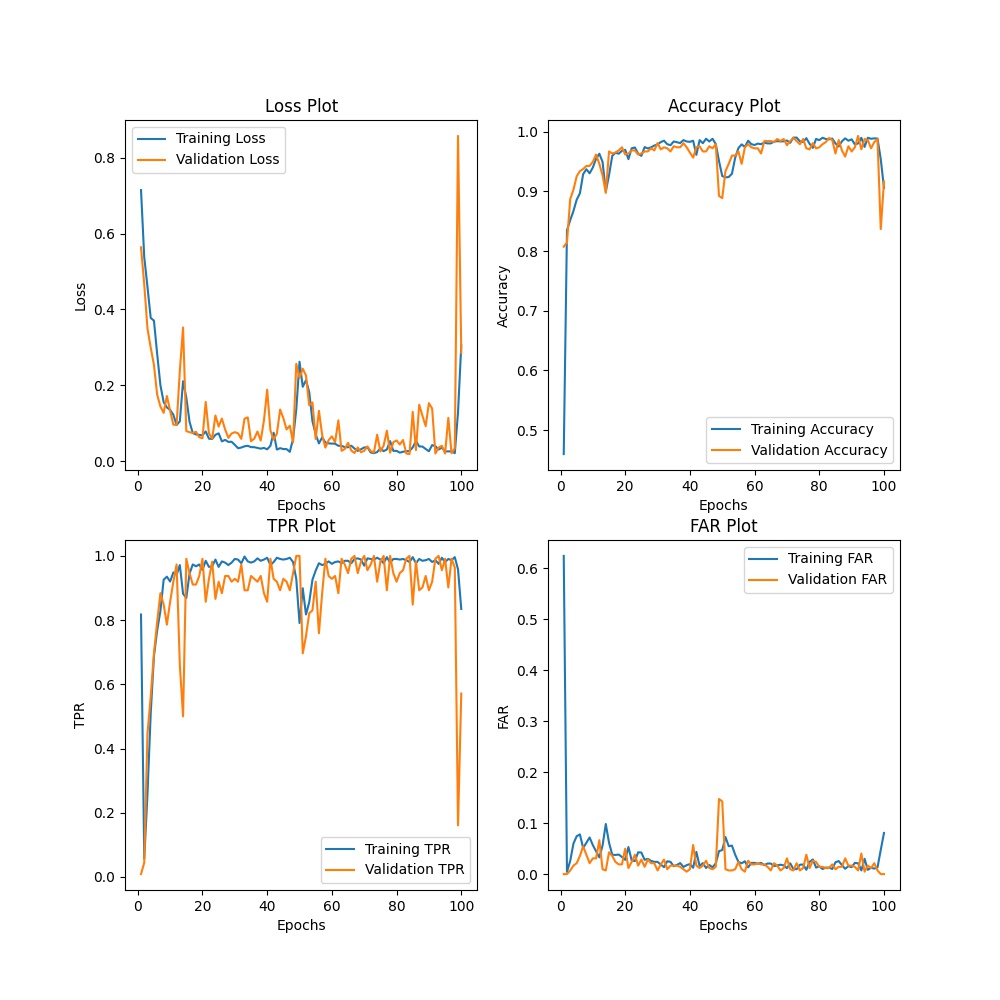 Loss Plot
Training Loss
Validation Loss
0.8
0.6
0.4
0.2
0.0
Loss
0 20 40 60 80 100
Epochs
Accuracy Plot
1.0
0.9
0.8
0.7
0.6
0.5
Accuracy
Training Accuracy
Validation Accuracy
0 20 40 60 80 100
Epochs
TPR Plot
1.0
0.8
0.6
0.4
0.2
0.0
TPR
Training TPR
Validation TPR
0 20 40 60 80 100
Epochs
FAR Plot
Training FAR
Validation FAR
0.6
0.5
0.4
0.3
0.2
0.1
0.0
FAR
0 20 40 60 80 100
Epochs